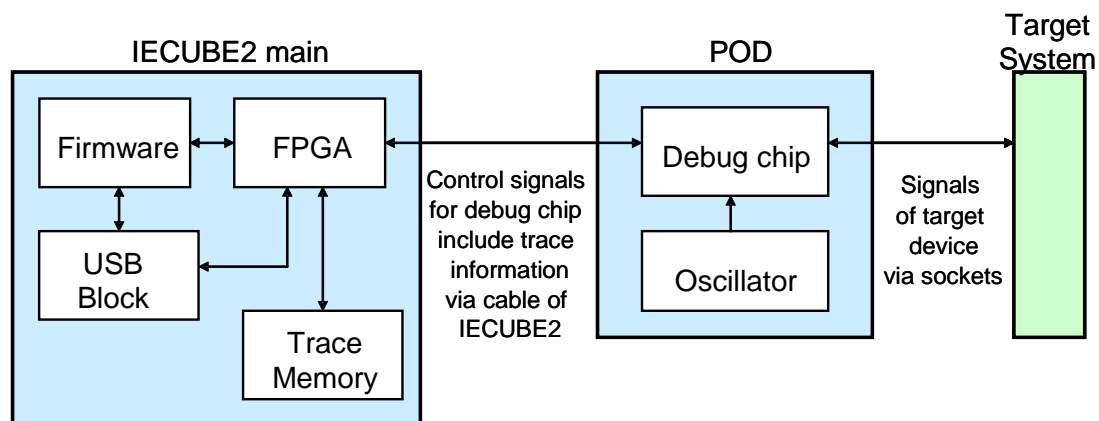 IECUBE2 main
POD
Target
System
Firmware
FPGA
USB
Block
Trace
Memory
Control signals
for debug chip
include trace
information
via cable of
IECUBE2
Debug chip
Oscillator
Signals
of target
device
via sockets